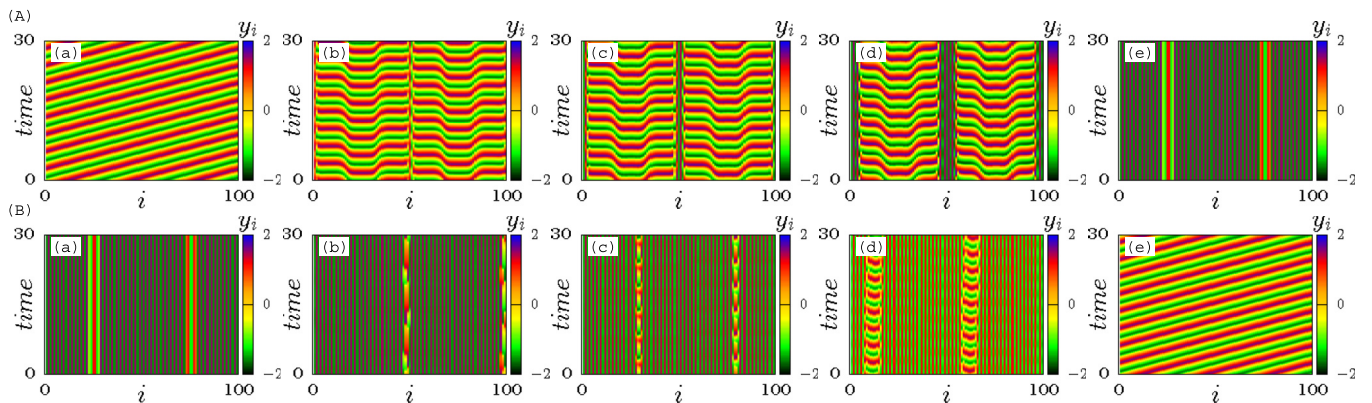 (A)
y_i y_i y_i y_i y_i
30 (a) 2 30 (b) 2 30 (c) 2 30 (d) 2 30 (e) 2
time 0 time 0 time 0 time 0 time 0
0 −2 0 −2 0 −2 0 −2 0 −2
0 i 100 0 i 100 0 i 100 0 i 100 0 i 100
(B)
y_i y_i y_i y_i y_i
30 (a) 2 30 (b) 2 30 (c) 2 30 (d) 2 30 (e) 2
time 0 time 0 time 0 time 0 time 0
0 −2 0 −2 0 −2 0 −2 0 −2
0 i 100 0 i 100 0 i 100 0 i 100 0 i 100